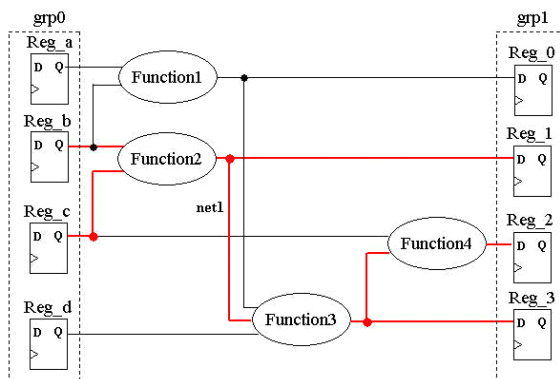 grp0
grp1
Reg_a
D Q
Function1
Reg_0
D Q
Reg_b
D Q
Function2
Reg_1
D Q
net1
Reg_c
D Q
Function4
Reg_2
D Q
Reg_d
D Q
Function3
Reg_3
D Q